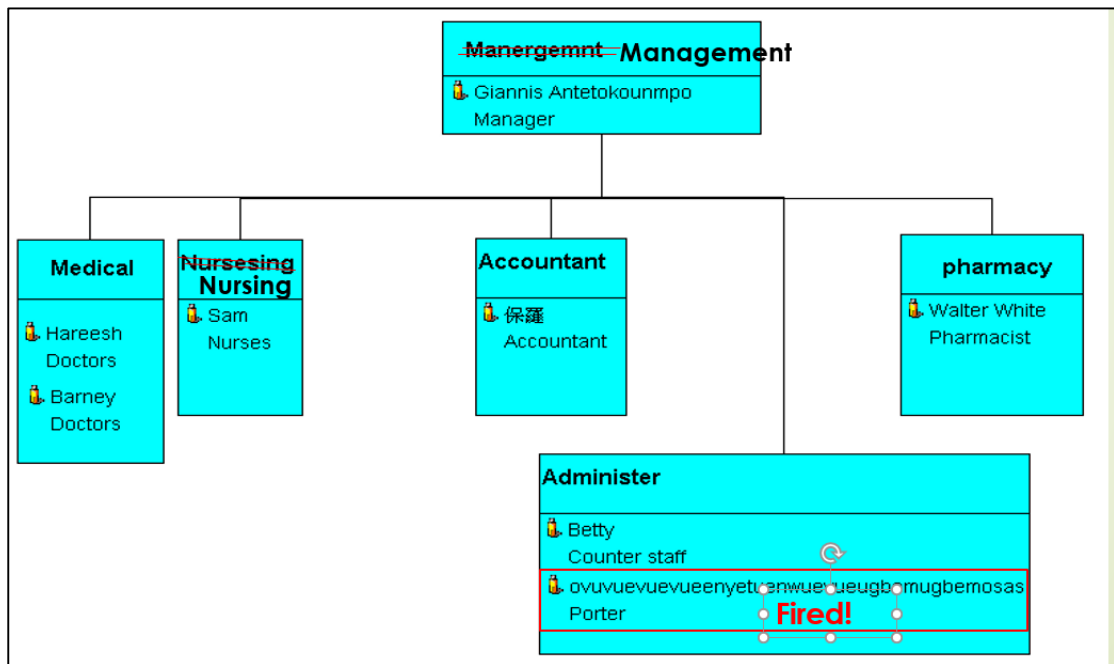 Manergemnt Management
Giannis Antetokounmpo
Manager
Medical
Hareesh
Doctors
Barney
Doctors
Nursesing
Nursing
Sam
Nurses
Accountant
保羅
Accountant
pharmacy
Walter White
Pharmacist
Administer
Betty
Counter staff
ovuvuevuevueenyetuenwuevueugbemugbemosas
Porter
Fired!